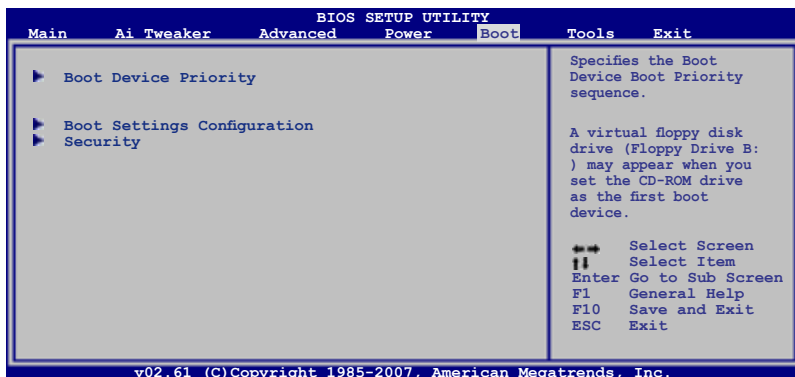 BIOS SETUP UTILITY
Main Ai Tweaker Advanced Power Boot Tools Exit
Boot Device Priority
Boot Settings Configuration
Security
Specifies the Boot
Device Boot Priority
sequence.
A virtual floppy disk
drive (Floppy Drive B:
) may appear when you
set the CD-ROM drive
as the first boot
device.
Select Screen
Select Item
Enter Go to Sub Screen
F1 General Help
F10 Save and Exit
ESC Exit
v02.61 (C)Copyright 1985-2007, American Megatrends, Inc.